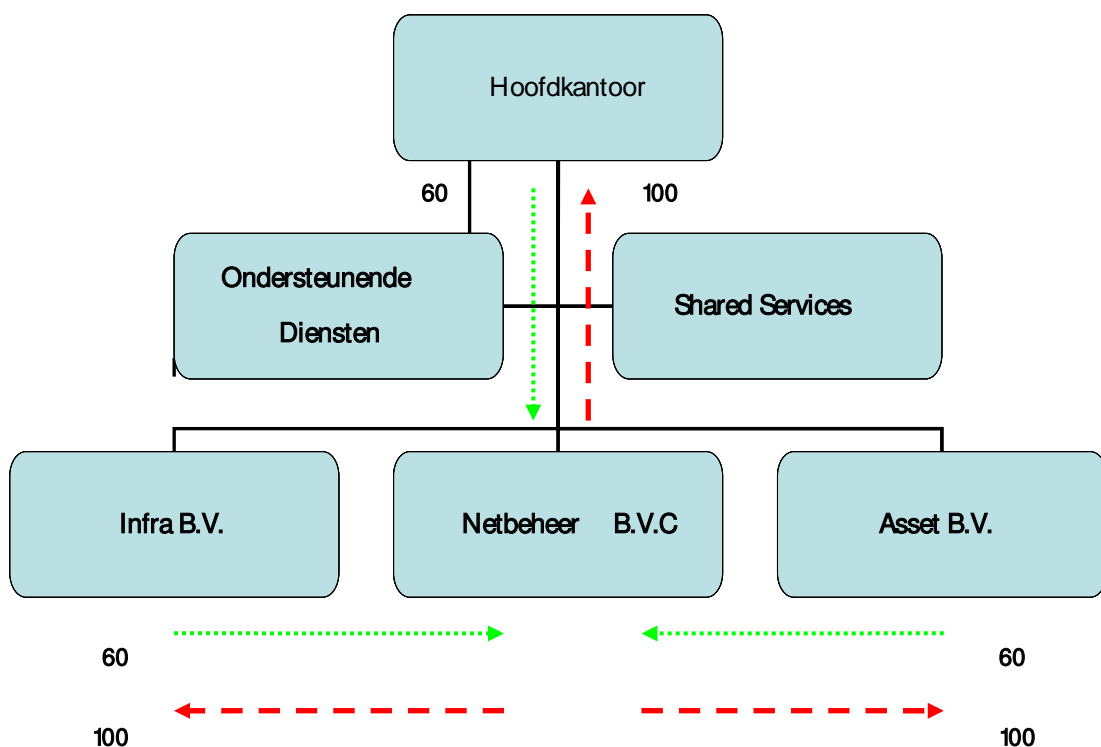 Hoofdkantoor
60
100
Ondersteunende
Diensten
Shared Services
Infra B.V.
Netbeheer B.V.C
Asset B.V.
60
60
100
100